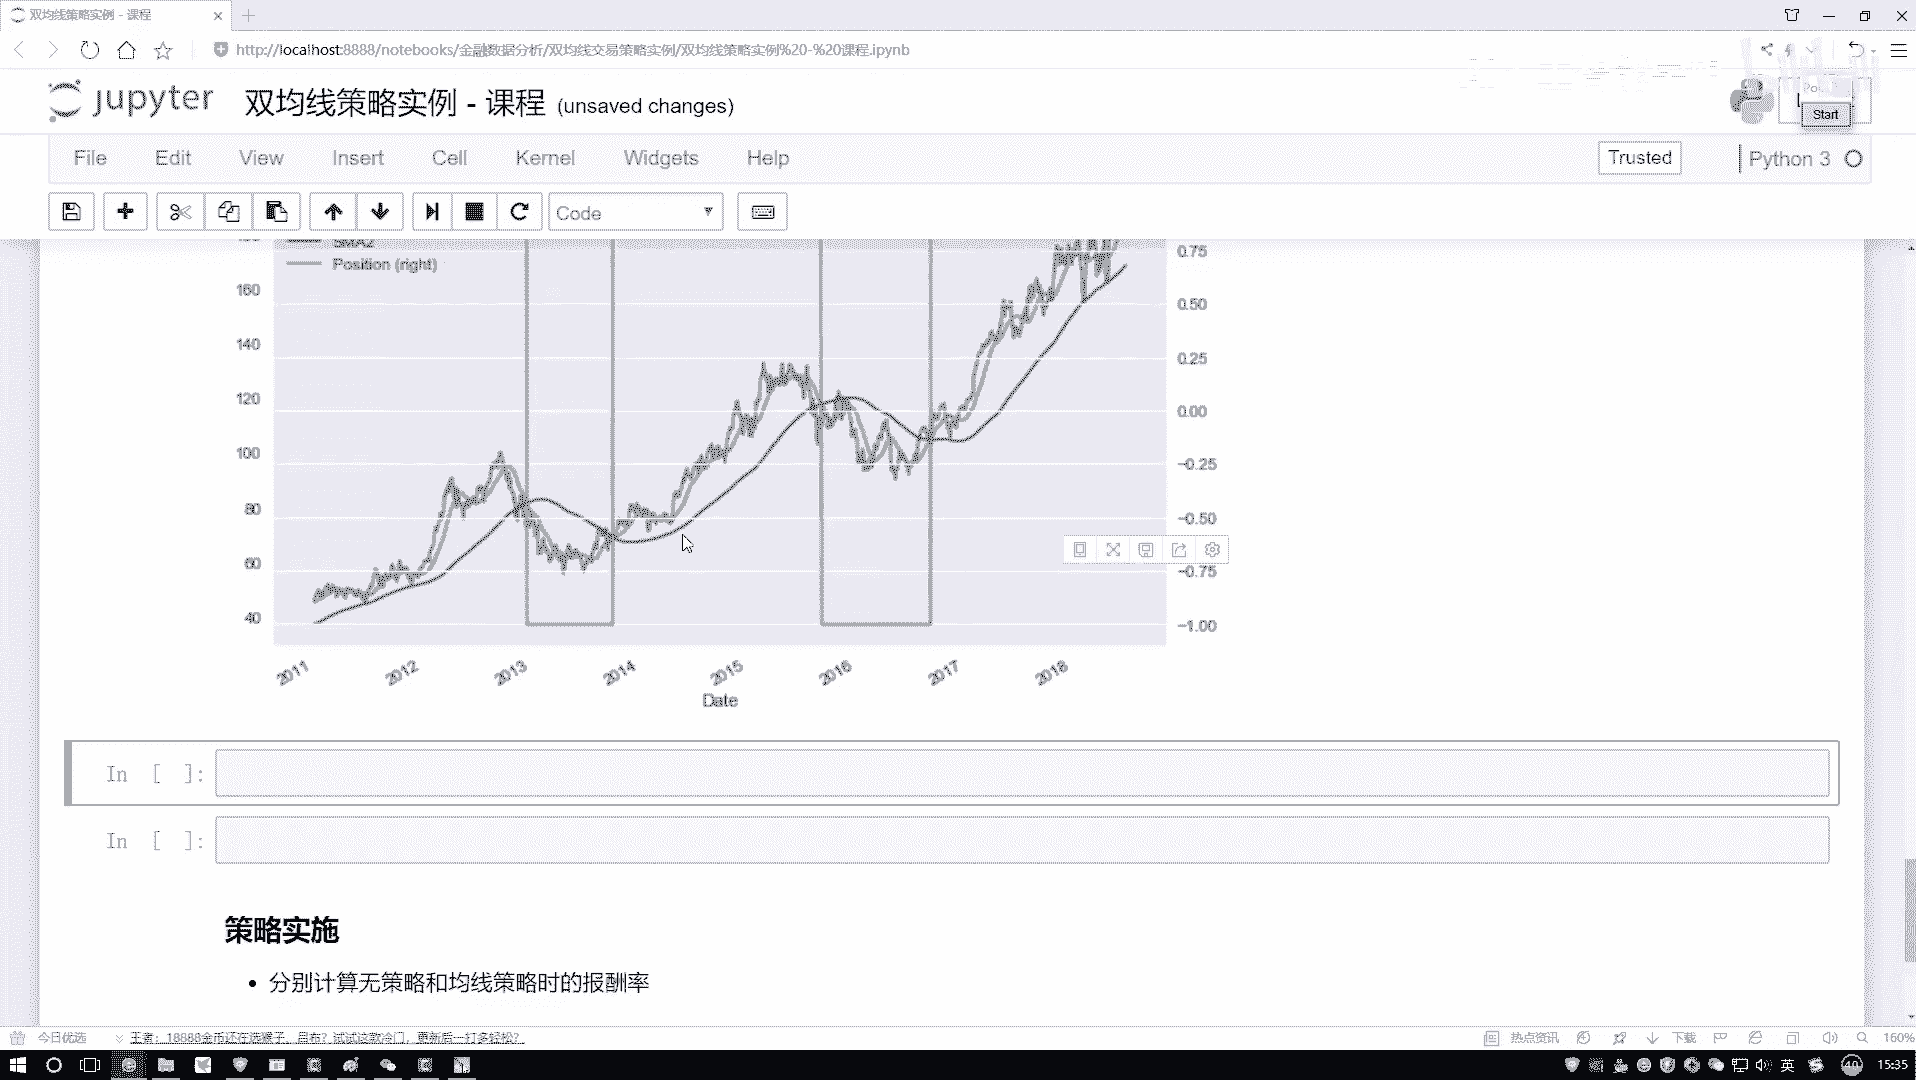 双均线策略实例 - 课程
http://localhost:8888/notebooks/金融数据分析/双均线交易策略实例/双均线策略实例%20-%20课程.ipynb
jupyter 双均线策略实例 - 课程 (unsaved changes)
Start
File Edit View Insert Cell Kernel Widgets Help
Trusted
Python 3
Code
SMA2
Position (right)
160
140
120
100
80
60
40
0.75
0.50
0.25
0.00
−0.25
−0.50
−0.75
−1.00
2011 2012 2013 2014 2015 2016 2017 2018
Date
In [ ]:
In [ ]:
策略实施
• 分别计算无策略和均线策略时的报酬率
今日优选
热点资讯
下载
160%
英
40
15:35